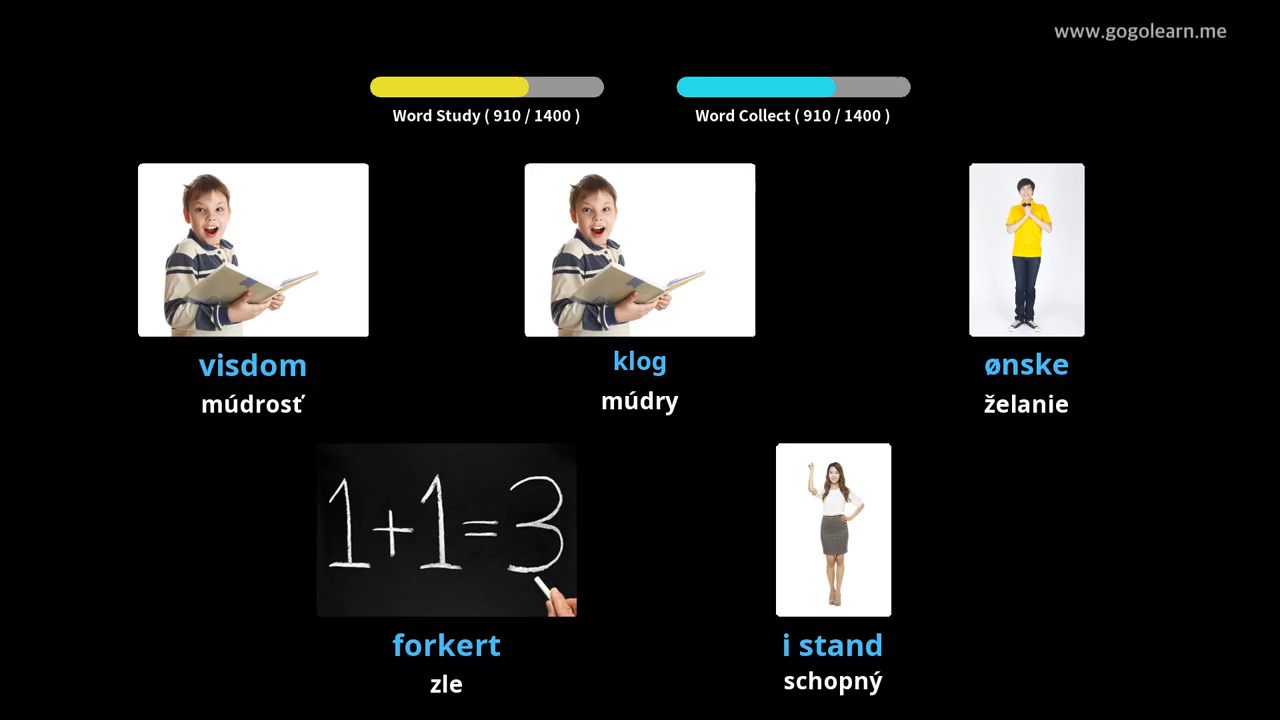 www.gogolearn.me
Word Study ( 910 / 1400 )
Word Collect ( 910 / 1400 )
visdom
múdrosť
klog
múdry
ønske
želanie
1+1=3
forkert
zle
i stand
schopný